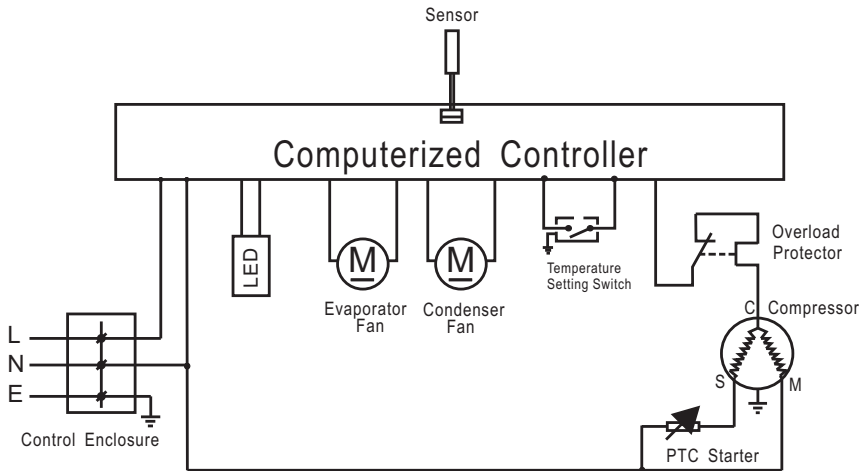 Sensor
Computerized Controller
LED
M
M
Evaporator
Fan
Condenser
Fan
Temperature
Setting Switch
Overload
Protector
C
Compressor
S
M
PTC Starter
L
N
E
Control Enclosure